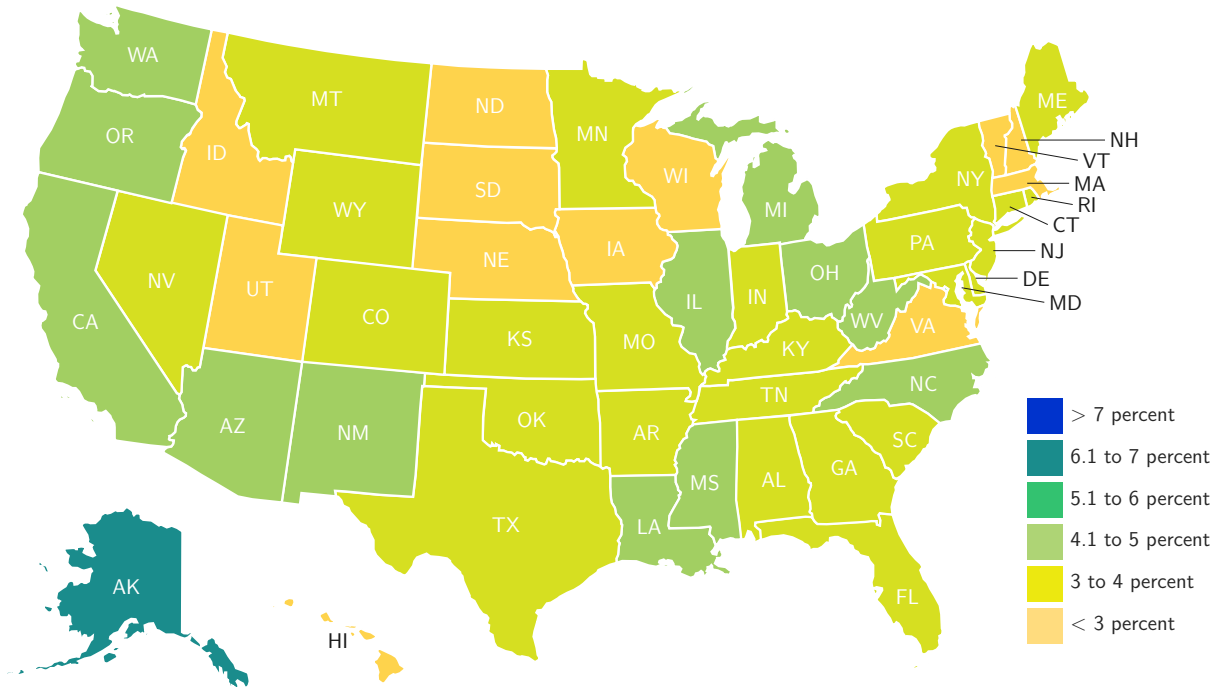 WA
MT
ND
MN
ME
OR
ID
NH
VT
SD
WI
NY
MA
WY
MI
RI
CT
PA
NE
IA
NJ
OH
NV
UT
DE
IN
IL
MD
CO
CA
WV
VA
KS
MO
KY
NC
TN
> 7 percent
OK
AZ
NM
AR
SC
6.1 to 7 percent
GA
MS
AL
5.1 to 6 percent
TX
LA
4.1 to 5 percent
AK
3 to 4 percent
FL
< 3 percent
HI